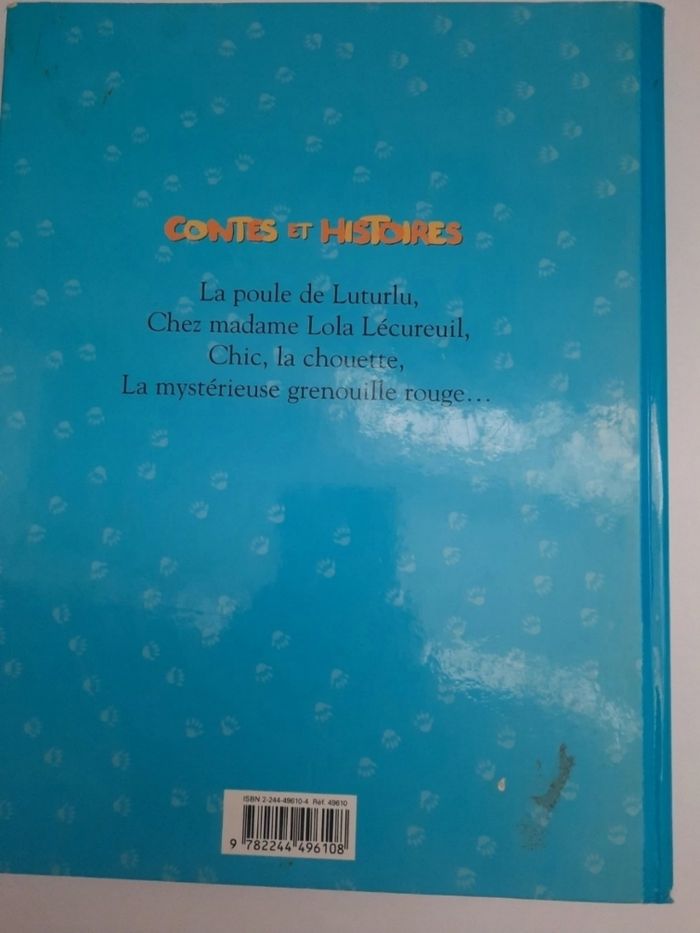 CONTES ET HISTOIRES
La poule de Luturlu,
Chez madame Lola Lécureuil,
Chic, la chouette,
La mystérieuse grenouille rouge...
ISBN 2-244-49610-4 Réf. 49610
9 782244 496108